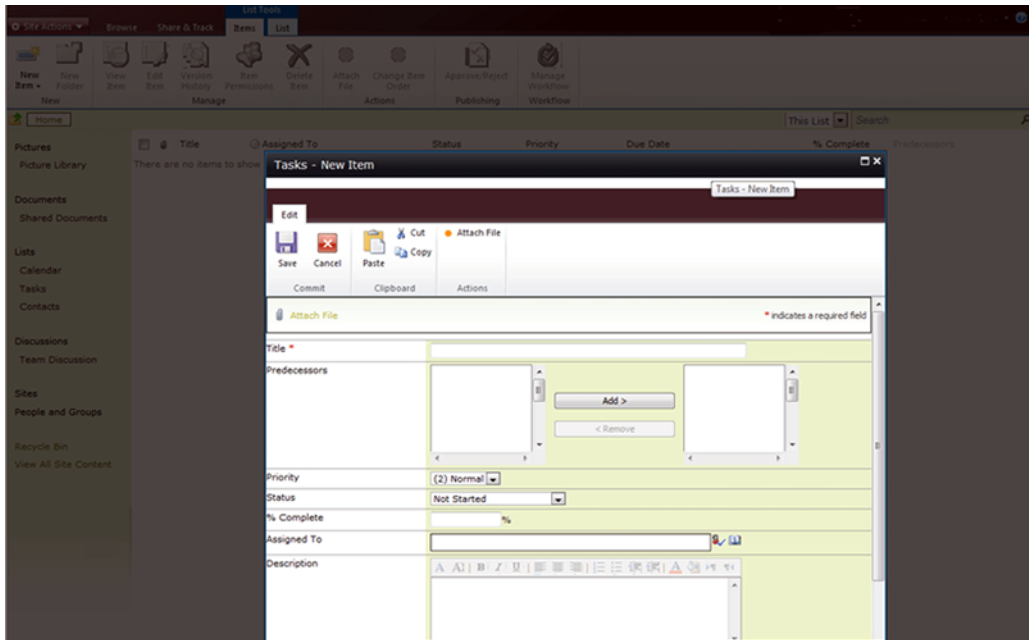 List Tools
Site Actions
Browse
Share & Track
Items
List
New Item
New Folder
View Item
Edit Item
Version History
Item Permissions
Delete Item
Attach File
Change Item Order
Approve/Reject
Manage Workflow
New
Manage
Actions
Publishing
Workflow
Home
This List
Search
Pictures
Picture Library
Documents
Shared Documents
Lists
Calendar
Tasks
Contacts
Discussions
Team Discussion
Sites
People and Groups
Recycle Bin
View All Site Content
Title
Assigned To
Status
Priority
Due Date
% Complete
Predecessors
There are no items to show
Tasks - New Item
Tasks - New Item
Edit
Save
Cancel
Paste
Cut
Copy
Attach File
Commit
Clipboard
Actions
Attach File
* indicates a required field
Title *
Predecessors
Add >
< Remove
Priority
(2) Normal
Status
Not Started
% Complete
%
Assigned To
Description
A AI B I U A